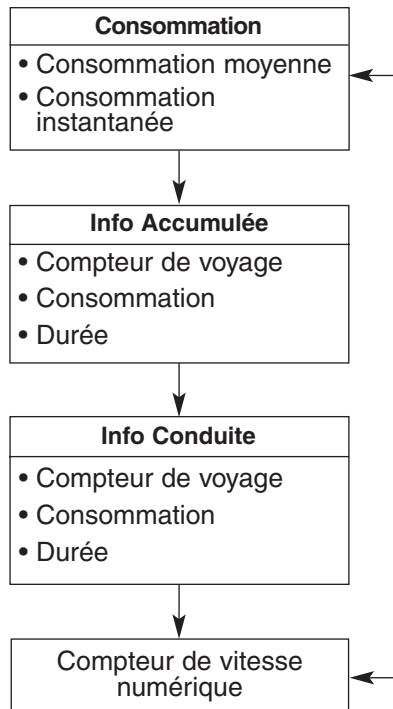 Consommation
• Consommation moyenne
• Consommation
instantanée
Info Accumulée
• Compteur de voyage
• Consommation
• Durée
Info Conduite
• Compteur de voyage
• Consommation
• Durée
Compteur de vitesse
numérique